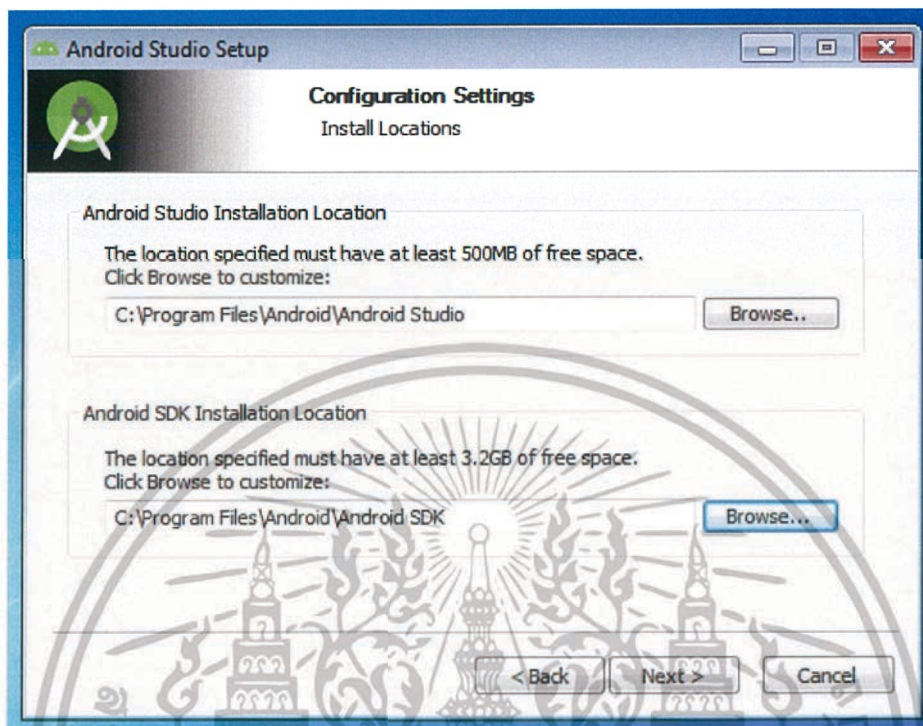 Android Studio Setup
Configuration Settings
Install Locations
Android Studio Installation Location
The location specified must have at least 500MB of free space.
Click Browse to customize:
C:\Program Files\Android\Android Studio
Browse..
Android SDK Installation Location
The location specified must have at least 3.2GB of free space.
Click Browse to customize:
C:\Program Files\Android\Android SDK
Browse...
< Back
Next >
Cancel